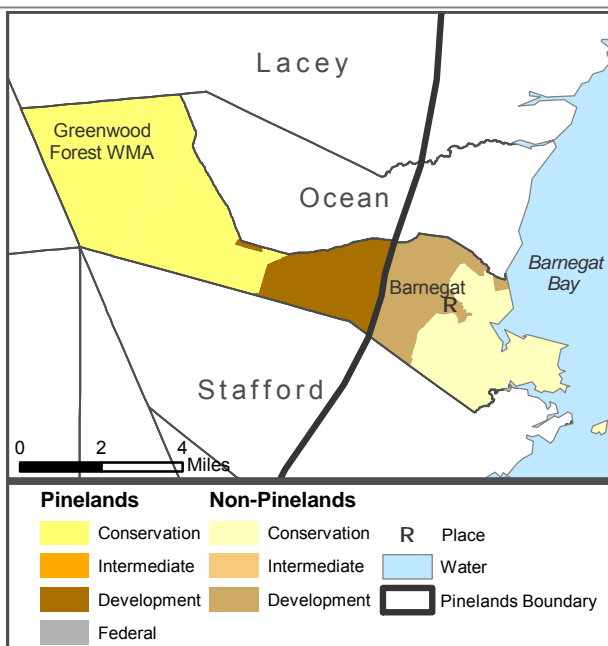 Lacey
Greenwood
Forest WMA
Ocean
Barnegat
R
Barnegat
Bay
Stafford
0 2 4
Miles
Pinelands Non-Pinelands
Conservation Conservation R Place
Intermediate Intermediate Water
Development Development Pinelands Boundary
Federal